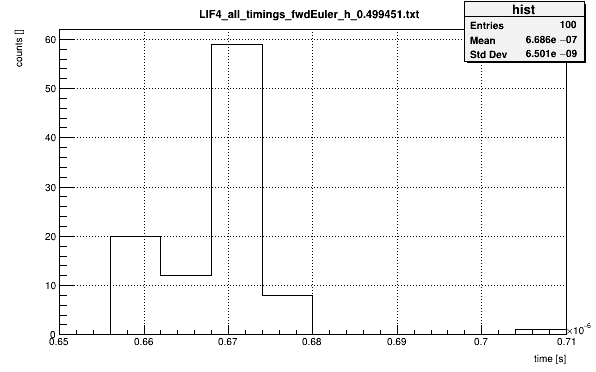 LIF4_all_timings_fwdEuler_h_0.499451.txt
hist
Entries 100
Mean 6.686e −07
Std Dev 6.501e −09
counts []
60
50
40
30
20
10
0
0.65 0.66 0.67 0.68 0.69 0.7 0.71
×10⁻⁶
time [s]